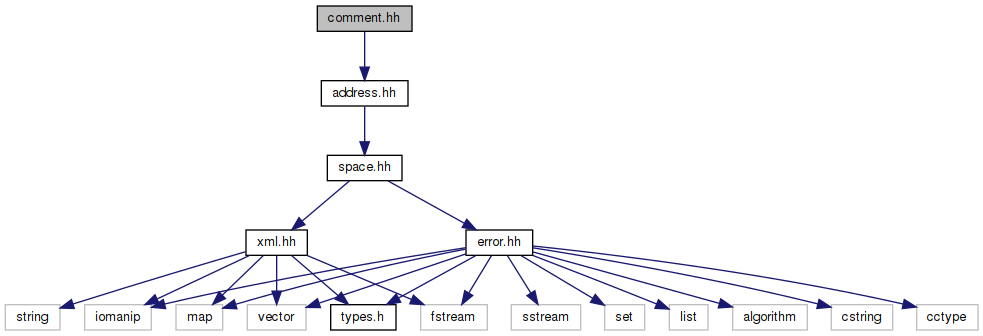 comment.hh
address.hh
space.hh
xml.hh
error.hh
string
iomanip
map
vector
types.h
fstream
sstream
set
list
algorithm
cstring
cctype